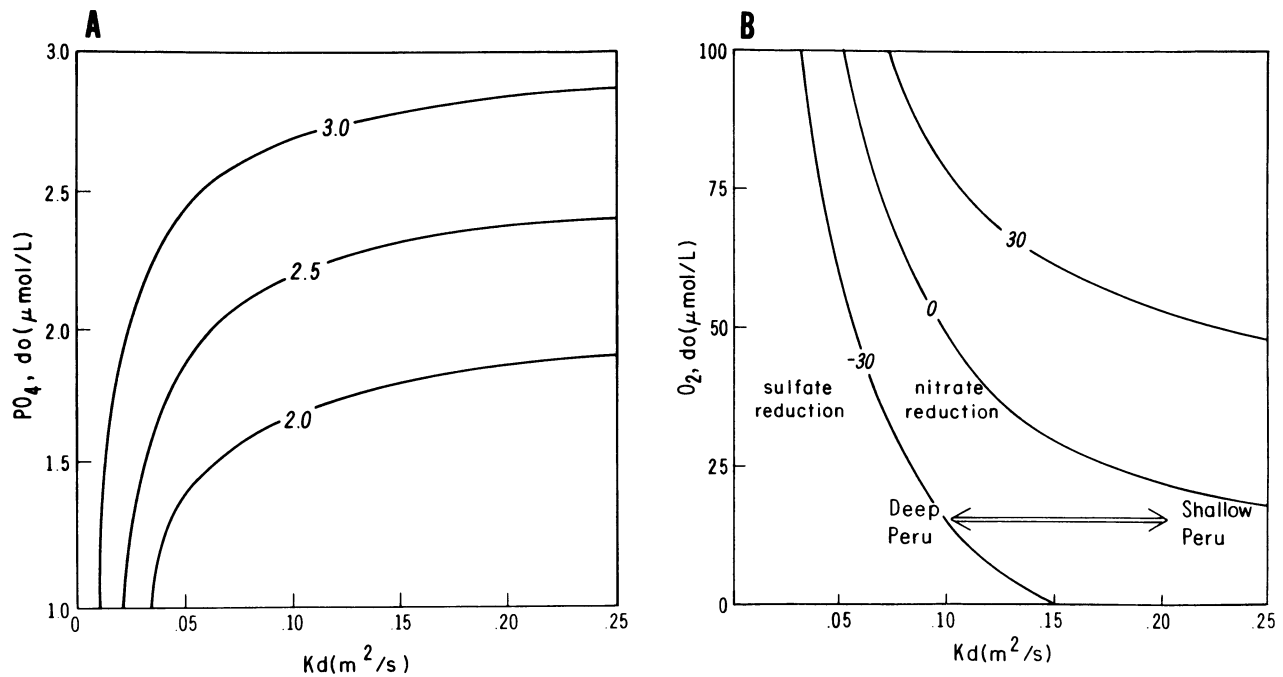 A
3.0
2.5
2.0
1.5
1.0
PO4, do (μmol/L)
3.0
2.5
2.0
0
.05
.10
.15
.20
.25
Kd(m²/s)
B
100
75
50
25
0
O2, do(μmol/L)
30
0
-30
sulfate
reduction
nitrate
reduction
Deep
Peru
Shallow
Peru
.05
.10
.15
.20
.25
Kd(m²/s)